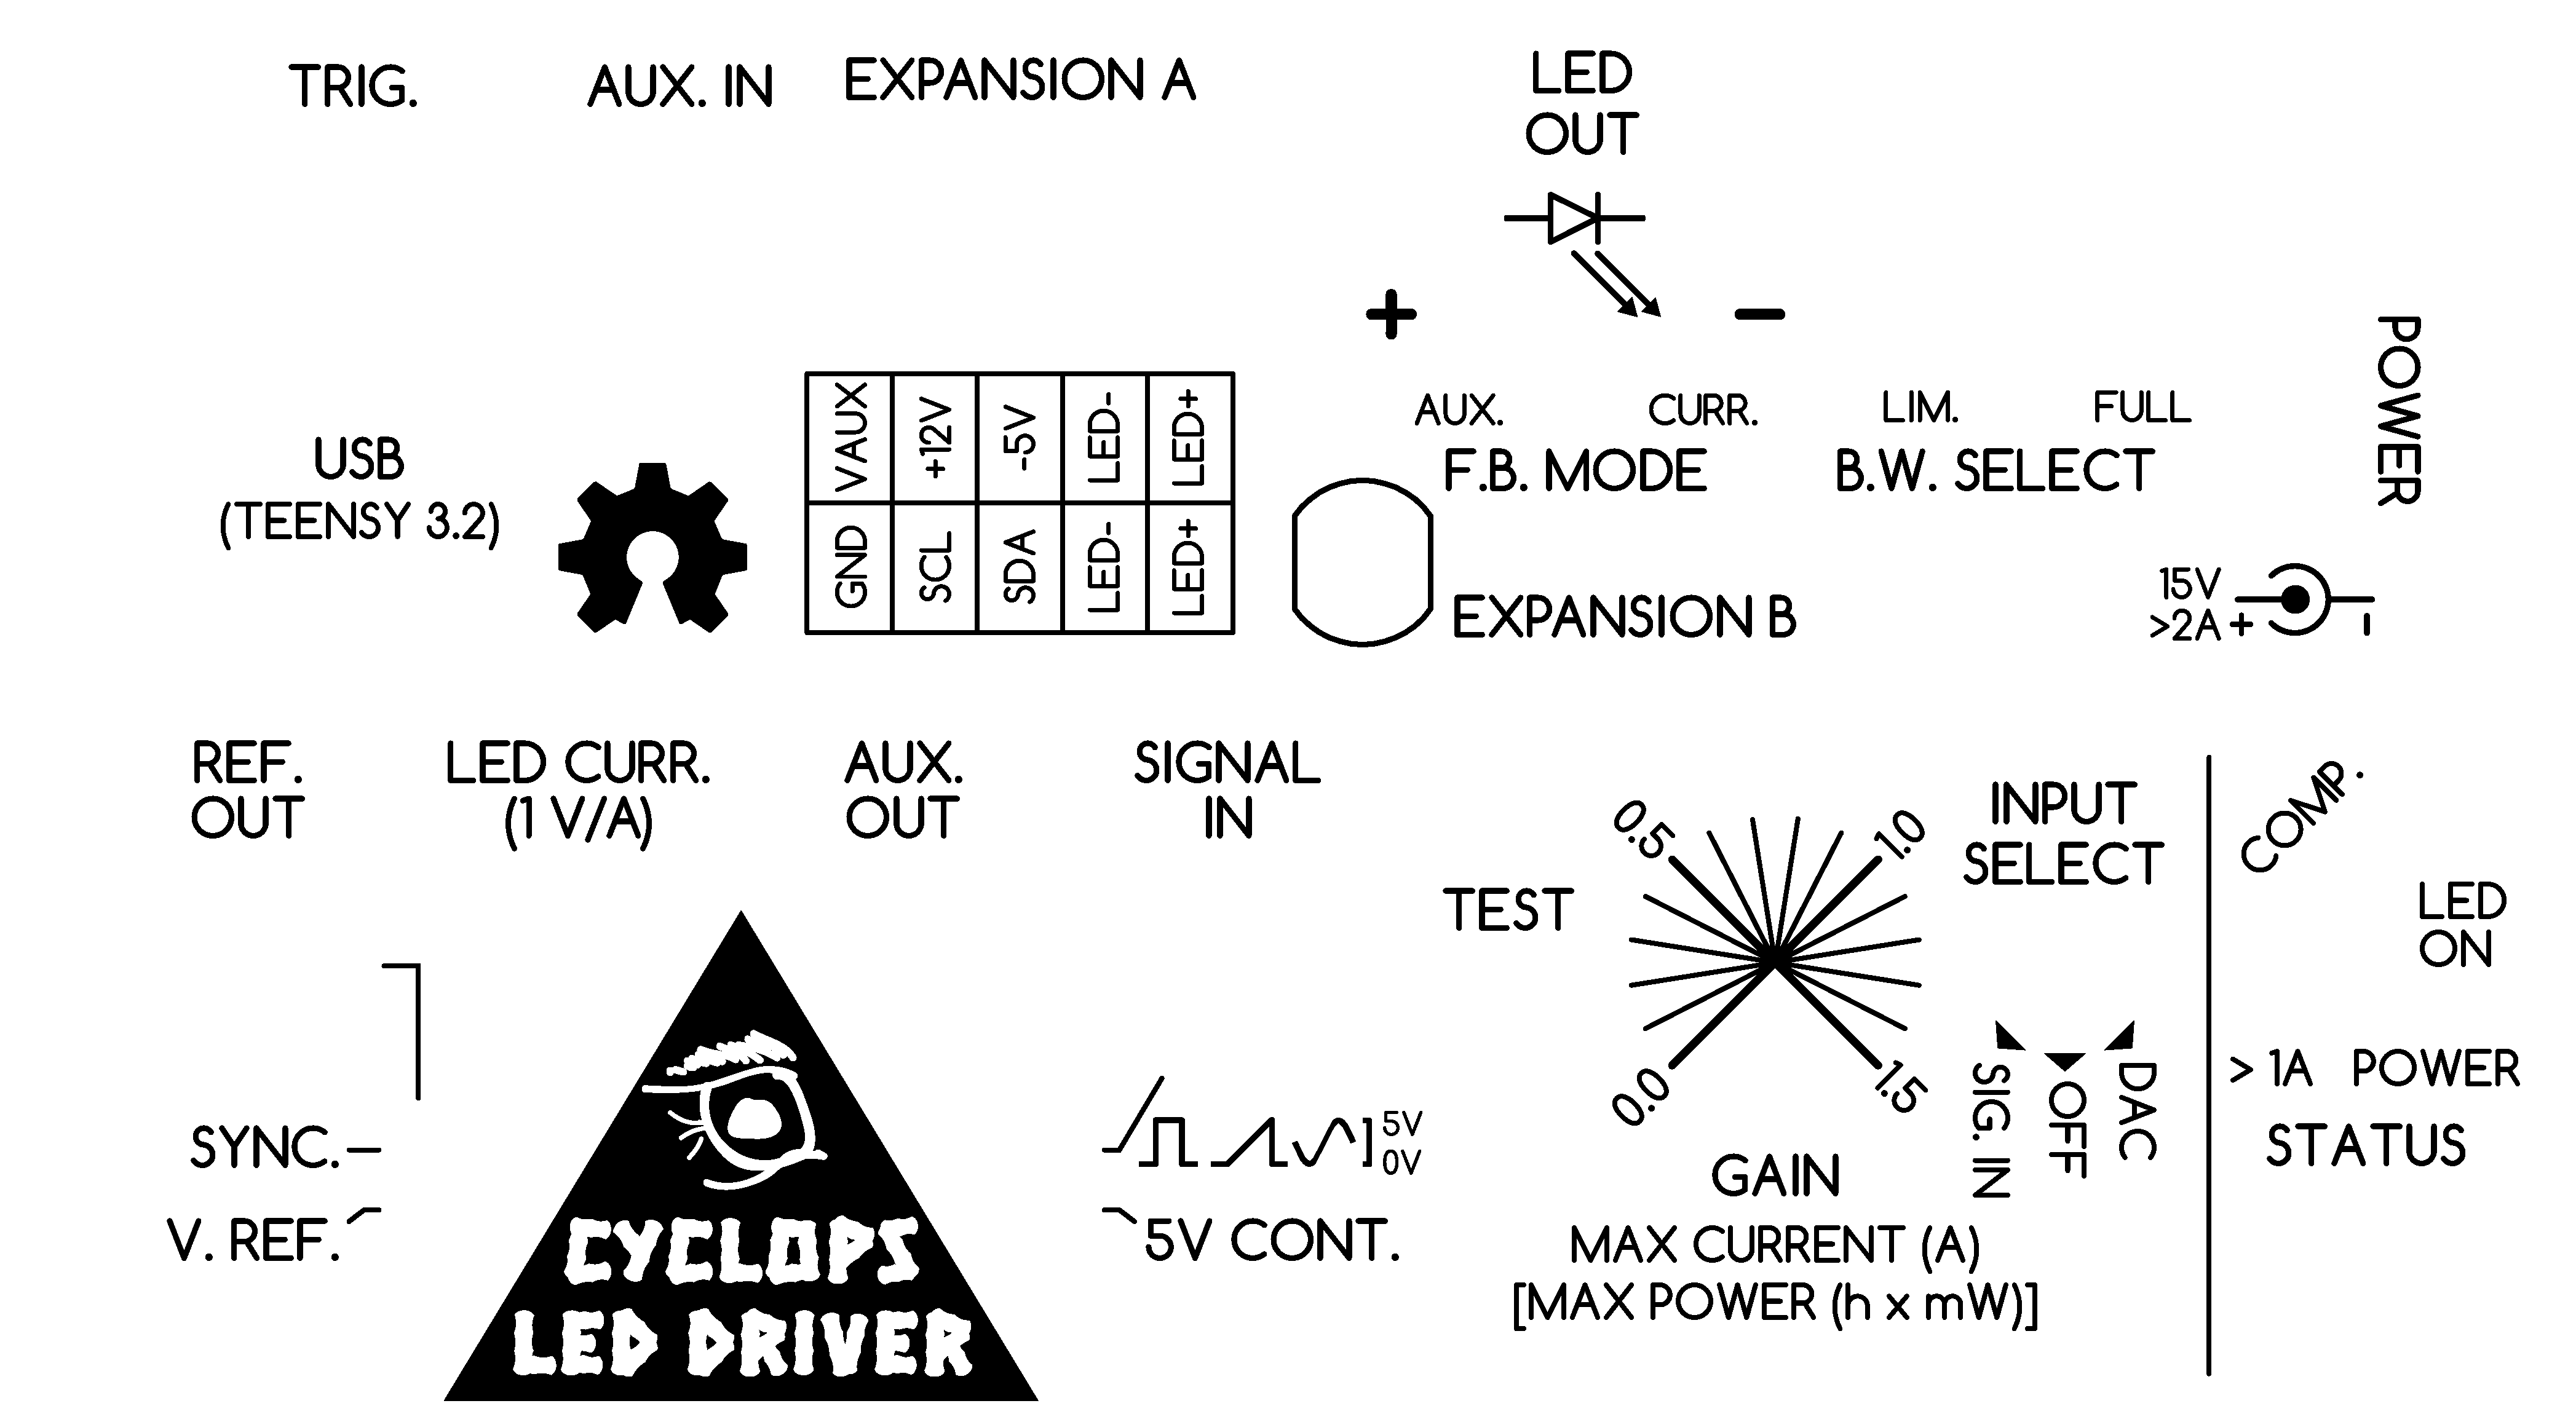 TRIG.
AUX. IN
EXPANSION A
LED
OUT
+
-
POWER
USB
(TEENSY 3.2)
VAUX
+12V
-5V
LED-
LED+
GND
SCL
SDA
LED-
LED+
AUX.
CURR.
F.B. MODE
LIM.
FULL
B.W. SELECT
EXPANSION B
15V
>2A + -
REF.
OUT
LED CURR.
(1 V/A)
AUX.
OUT
SIGNAL
IN
TEST
0.0
0.5
1.0
1.5
GAIN
MAX CURRENT (A)
[MAX POWER (h x mW)]
INPUT
SELECT
SIG. IN
OFF
DAC
COMP.
LED
ON
> 1A POWER
STATUS
SYNC.
V. REF.
CYCLOPS
LED DRIVER
5V
0V
5V CONT.